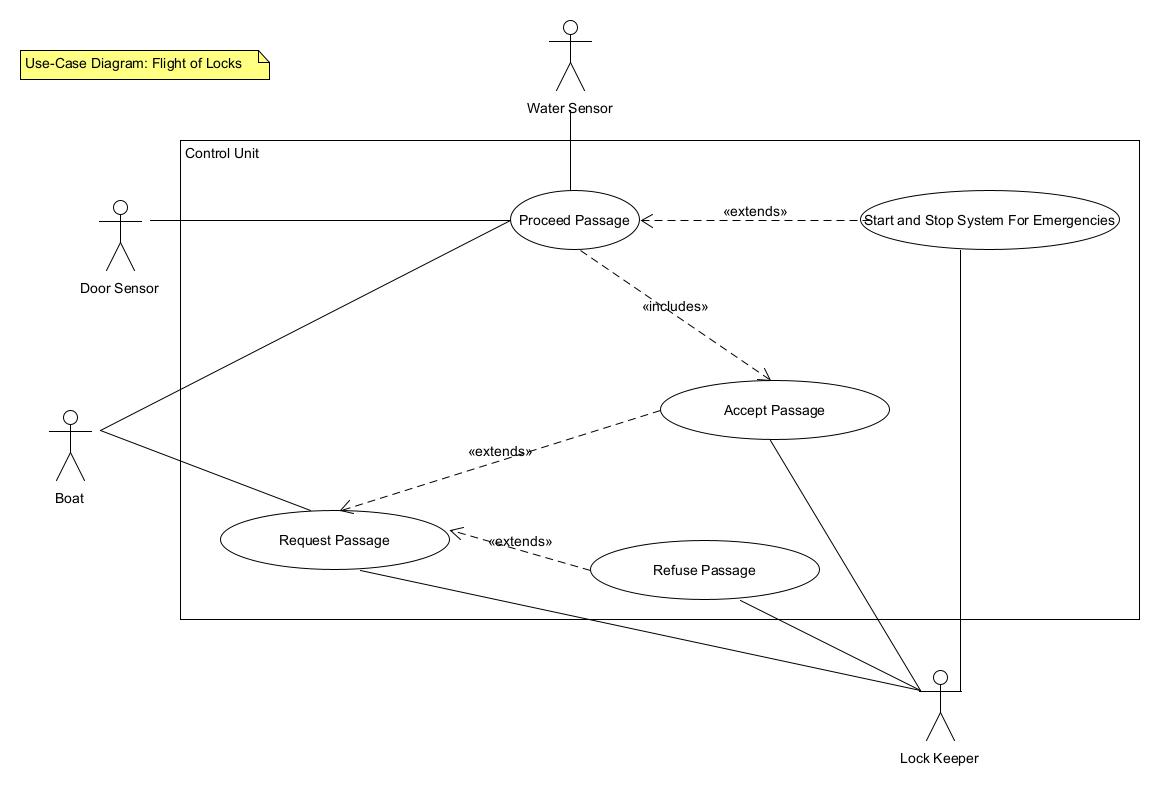 Use-Case Diagram: Flight of Locks
Water Sensor
Control Unit
Proceed Passage
«extends»
Start and Stop System For Emergencies
Door Sensor
«includes»
Accept Passage
«extends»
Boat
Request Passage
«extends»
Refuse Passage
Lock Keeper